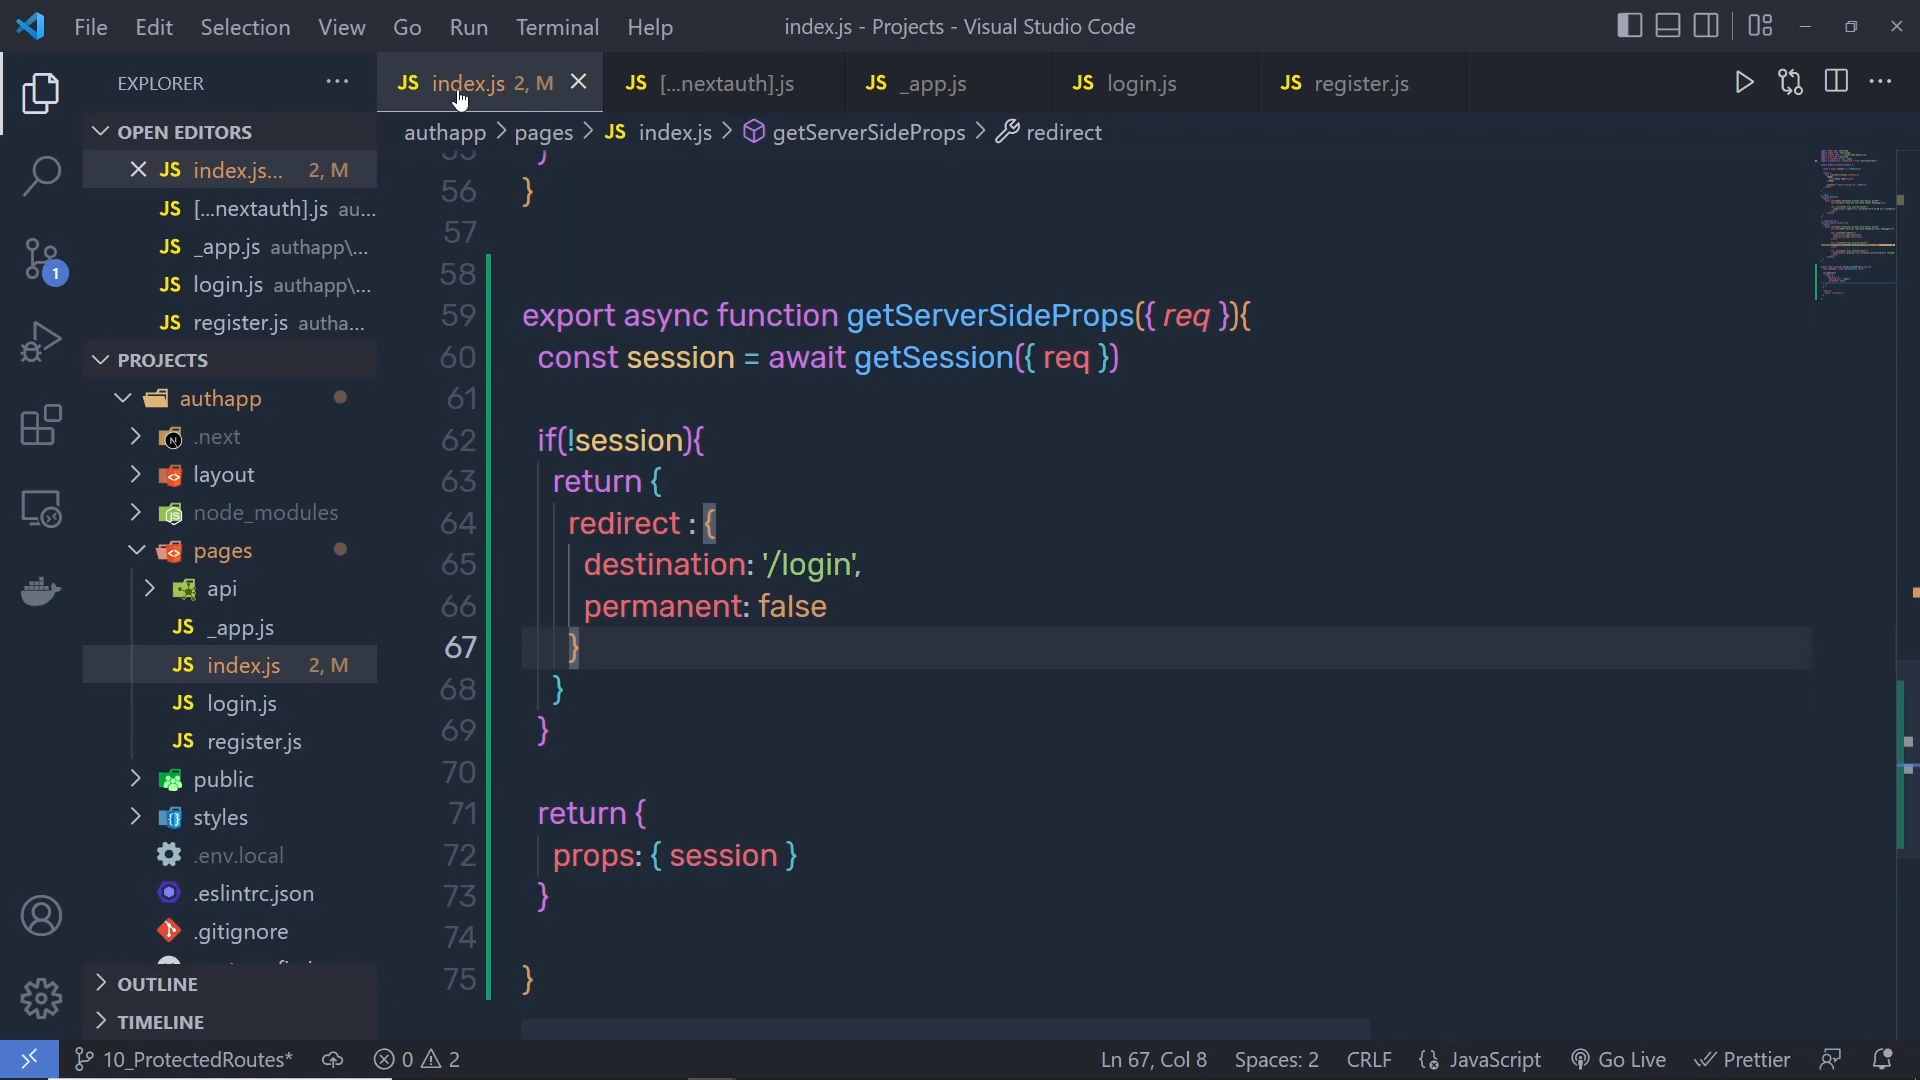 File Edit Selection View Go Run Terminal Help
index.js - Projects - Visual Studio Code
EXPLORER ···
JS index.js 2, M
JS [...nextauth].js
JS _app.js
JS login.js
JS register.js
authapp > pages > JS index.js > getServerSideProps > redirect
OPEN EDITORS
JS index.js... 2, M
JS [...nextauth].js au...
JS _app.js authapp\...
JS login.js authapp\...
JS register.js autha...
PROJECTS
authapp
.next
layout
node_modules
pages
api
JS _app.js
JS index.js 2, M
JS login.js
JS register.js
public
styles
.env.local
.eslintrc.json
.gitignore
OUTLINE
TIMELINE
1
55 }
56 }
57
58
59 export async function getServerSideProps({ req }){
60 const session = await getSession({ req })
61
62 if(!session){
63 return {
64 redirect : {
65 destination: '/login',
66 permanent: false
67 }
68 }
69 }
70
71 return {
72 props: { session }
73 }
74
75 }
10_ProtectedRoutes* 0 2
Ln 67, Col 8 Spaces: 2 CRLF {} JavaScript Go Live Prettier